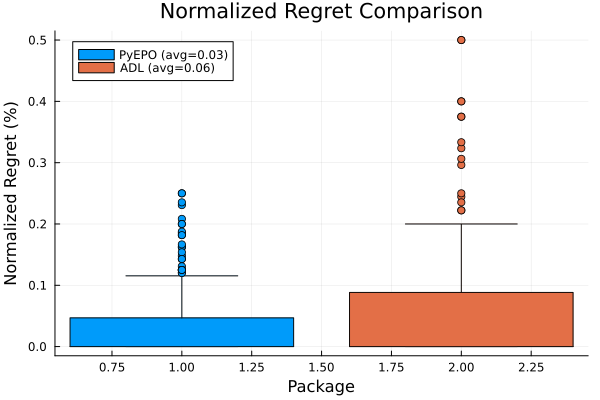 Normalized Regret Comparison
PyEPO (avg=0.03)
ADL (avg=0.06)
Normalized Regret (%)
0.5
0.4
0.3
0.2
0.1
0.0
0.75 1.00 1.25 1.50 1.75 2.00 2.25
Package